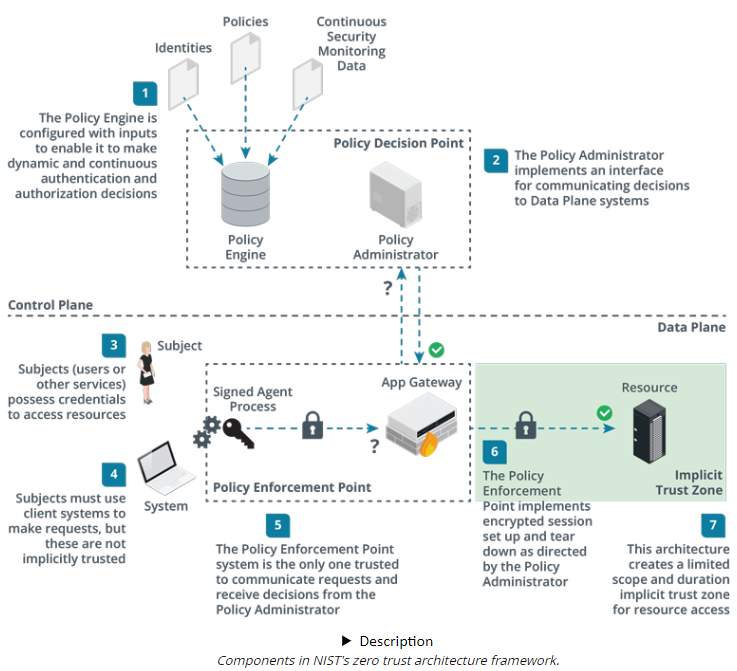 Identities
Policies
Continuous
Security
Monitoring
Data
1
The Policy Engine is
configured with inputs
to enable it to make
dynamic and continuous
authentication and
authorization decisions
Policy Decision Point
Policy
Engine
Policy
Administrator
2
The Policy Administrator
implements an interface
for communicating decisions
to Data Plane systems
?
Control Plane
Data Plane
3
Subject
Subjects (users or
other services)
possess credentials
to access resources
Signed Agent
Process
App Gateway
?
Policy Enforcement Point
Resource
Implicit
Trust Zone
4
System
Subjects must use
client systems to
make requests, but
these are not
implicitly trusted
5
The Policy Enforcement Point
system is the only one trusted
to communicate requests and
receive decisions from the
Policy Administrator
6
The Policy
Enforcement
Point implements
encrypted session
set up and tear
down as directed
by the Policy
Administrator
7
This architecture
creates a limited
scope and duration
implicit trust zone
for resource access
▶ Description
Components in NIST's zero trust architecture framework.